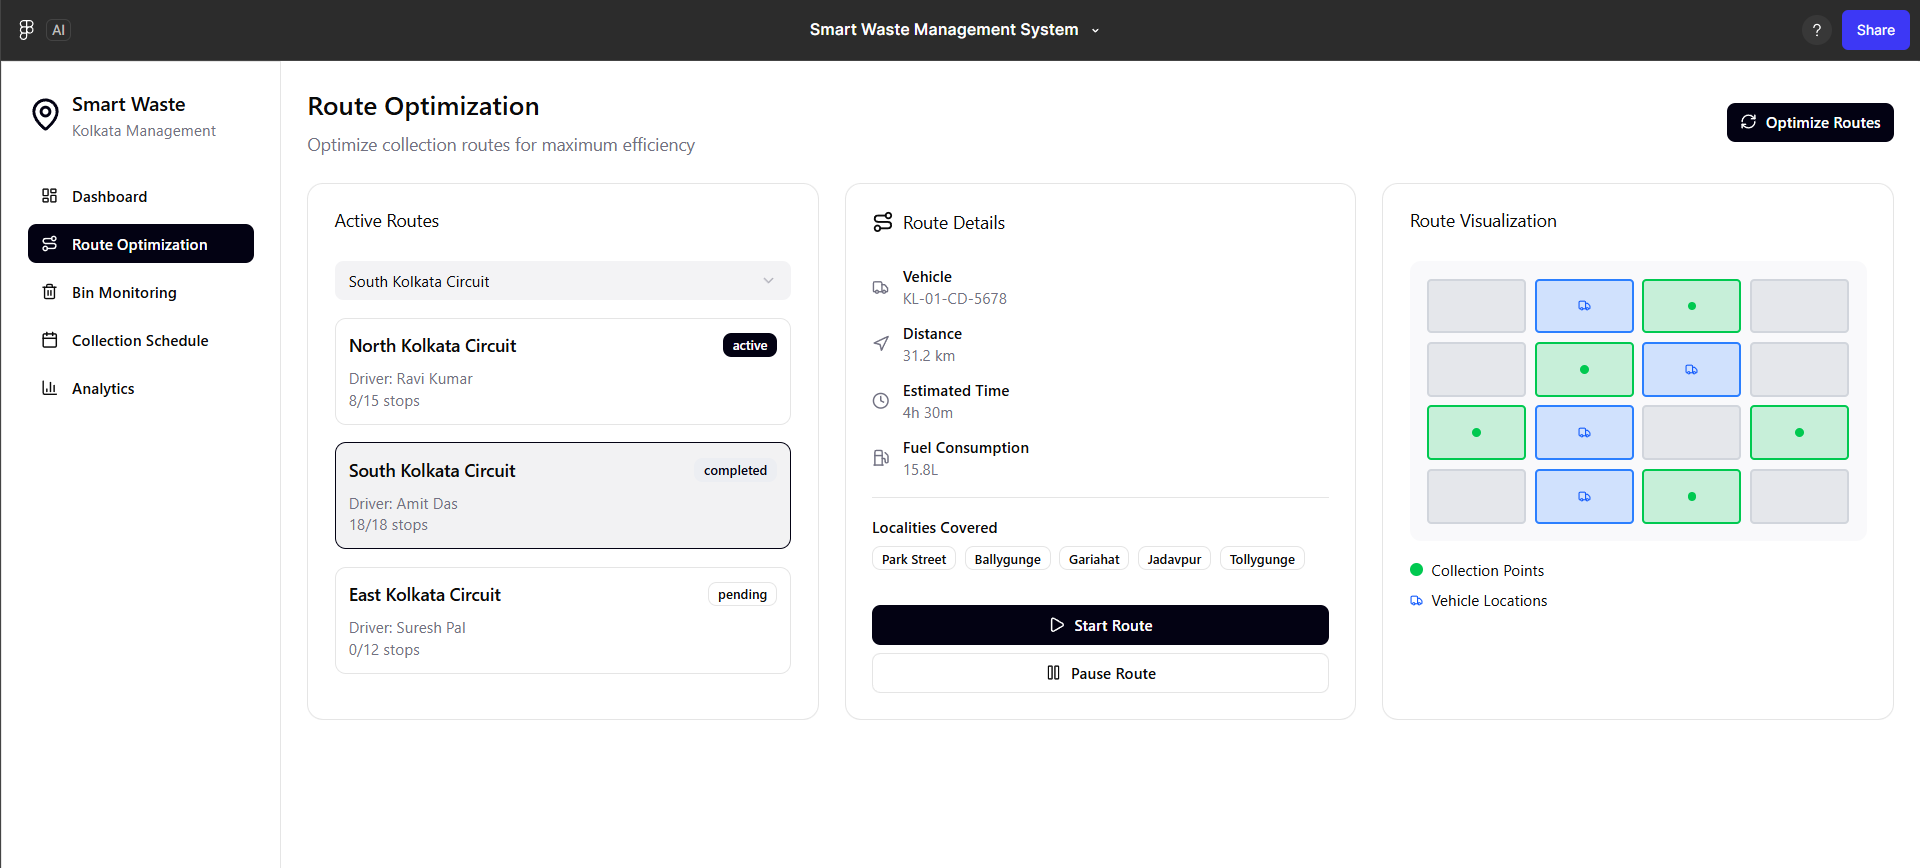 AI
Smart Waste Management System
?
Share
Smart Waste
Kolkata Management
Dashboard
Route Optimization
Bin Monitoring
Collection Schedule
Analytics
Route Optimization
Optimize collection routes for maximum efficiency
Optimize Routes
Active Routes
South Kolkata Circuit
North Kolkata Circuit
active
Driver: Ravi Kumar
8/15 stops
South Kolkata Circuit
completed
Driver: Amit Das
18/18 stops
East Kolkata Circuit
pending
Driver: Suresh Pal
0/12 stops
Route Details
Vehicle
KL-01-CD-5678
Distance
31.2 km
Estimated Time
4h 30m
Fuel Consumption
15.8L
Localities Covered
Park Street Ballygunge Gariahat Jadavpur Tollygunge
Start Route
Pause Route
Route Visualization
Collection Points
Vehicle Locations